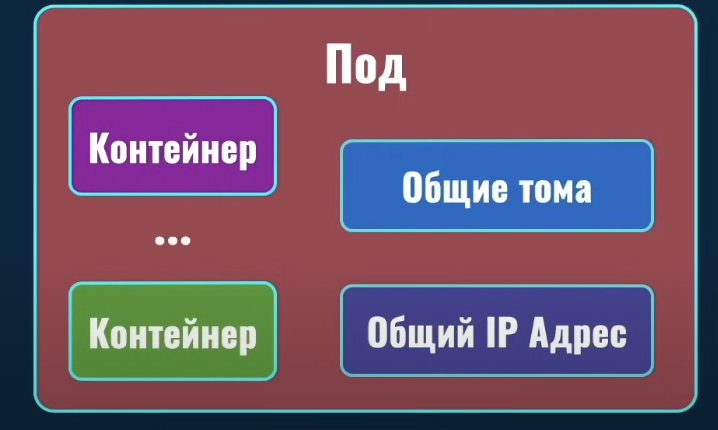 Под
Контейнер
...
Контейнер
Общие тома
Общий IP Адрес